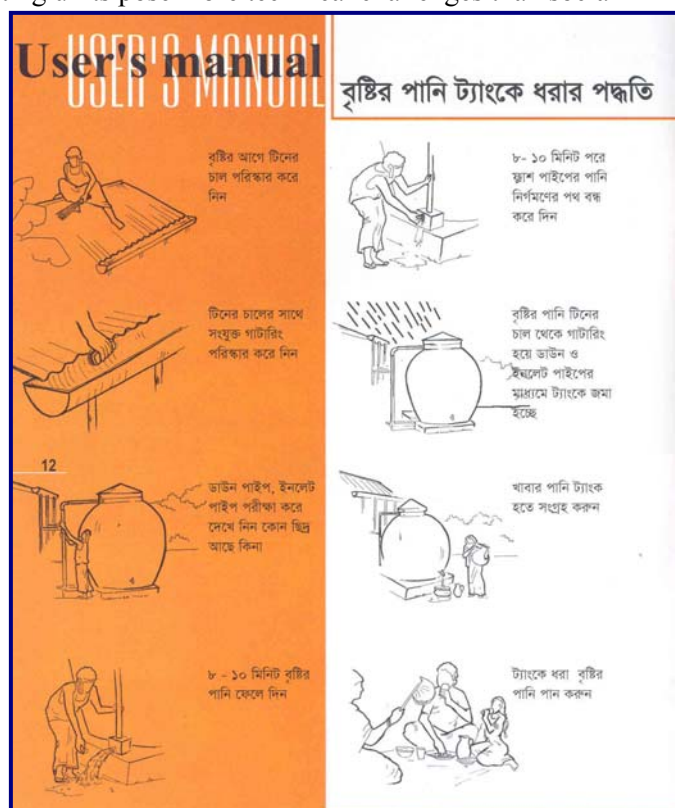 User's manual
USER'S MANUAL
বৃষ্টির আগে টিনের
চাল পরিস্কার করে
নিন
টিনের চালের সাথে
সংযুক্ত গাটারিং
পরিস্কার করে নিন
12
ডাউন পাইপ, ইনলেট
পাইপ পরীক্ষা করে
দেখে নিন কোন ছিদ্র
আছে কিনা
৮ - ১০ মিনিট বৃষ্টির
পানি ফেলে দিন
বৃষ্টির পানি ট্যাংকে ধরার পদ্ধতি
৮- ১০ মিনিট পরে
ফ্লাশ পাইপের পানি
নির্গমণের পথ বন্ধ
করে দিন
বৃষ্টির পানি টিনের
চাল থেকে গাটারিং
হয়ে ডাউন ও
ইনলেট পাইপের
মাধ্যমে ট্যাংকে জমা
হচ্ছে
খাবার পানি ট্যাংক
হতে সংগ্রহ করুন
ট্যাংকে ধরা বৃষ্টির
পানি পান করুন